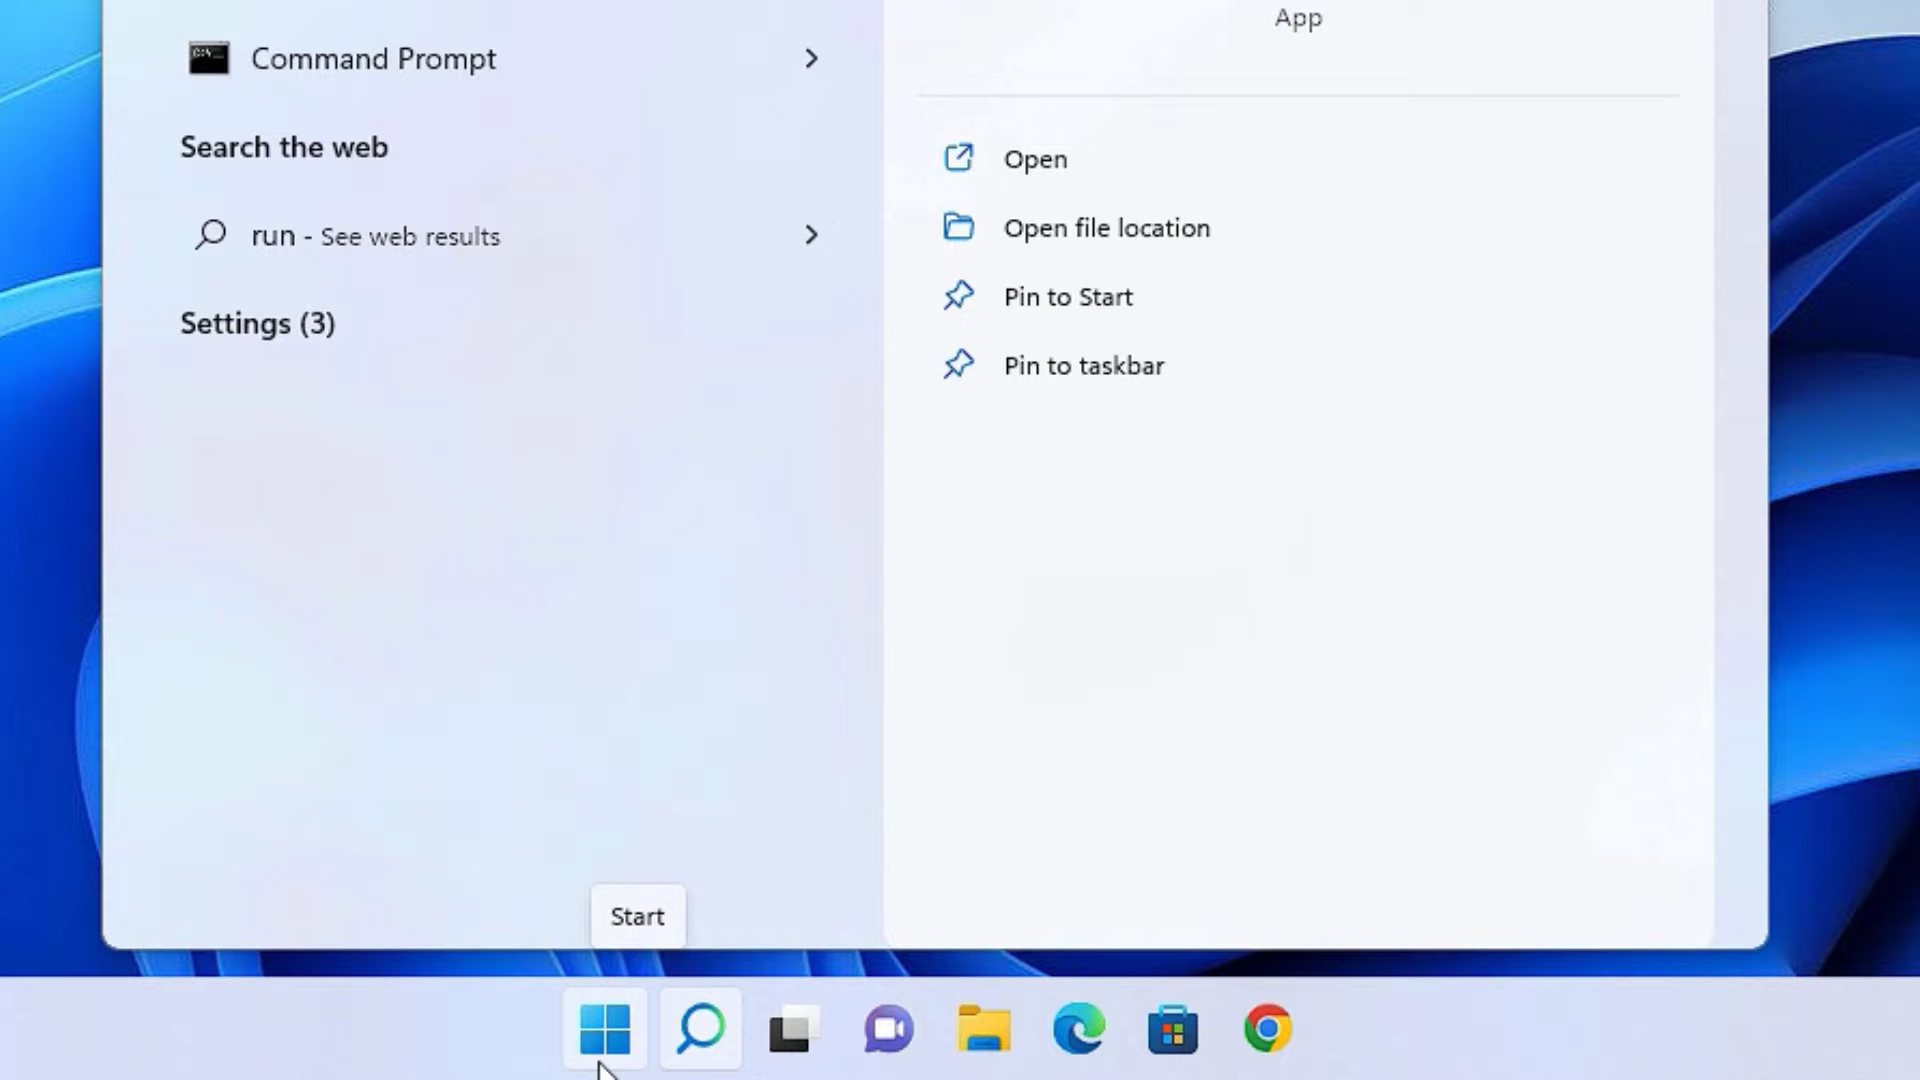 App
Command Prompt
Search the web
run - See web results
Settings (3)
Open
Open file location
Pin to Start
Pin to taskbar
Start